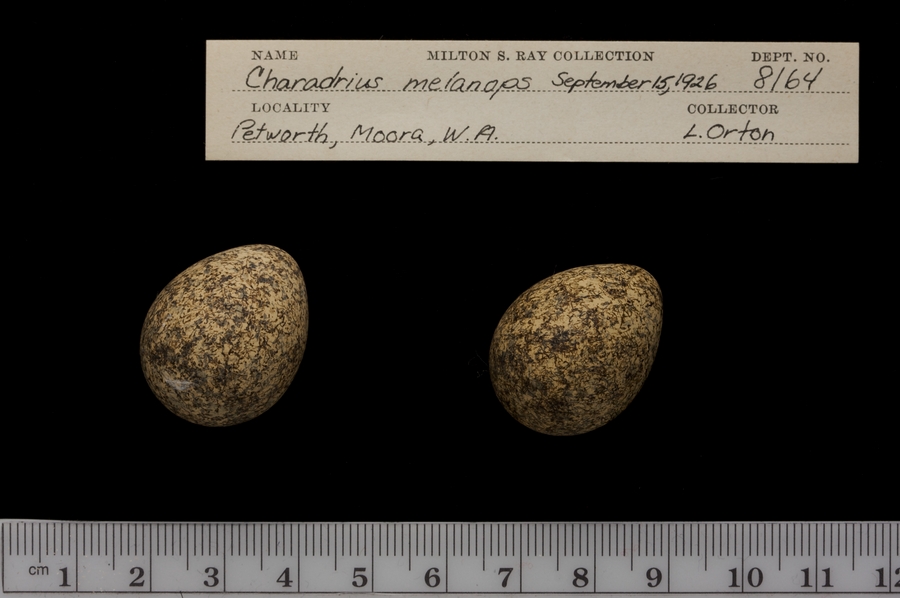 NAME MILTON S. RAY COLLECTION DEPT. NO.
Charadrius melanops September 15, 1926 8164
LOCALITY COLLECTOR
Petworth, Moora, W.A. L. Orton
cm 1 2 3 4 5 6 7 8 9 10 11 12